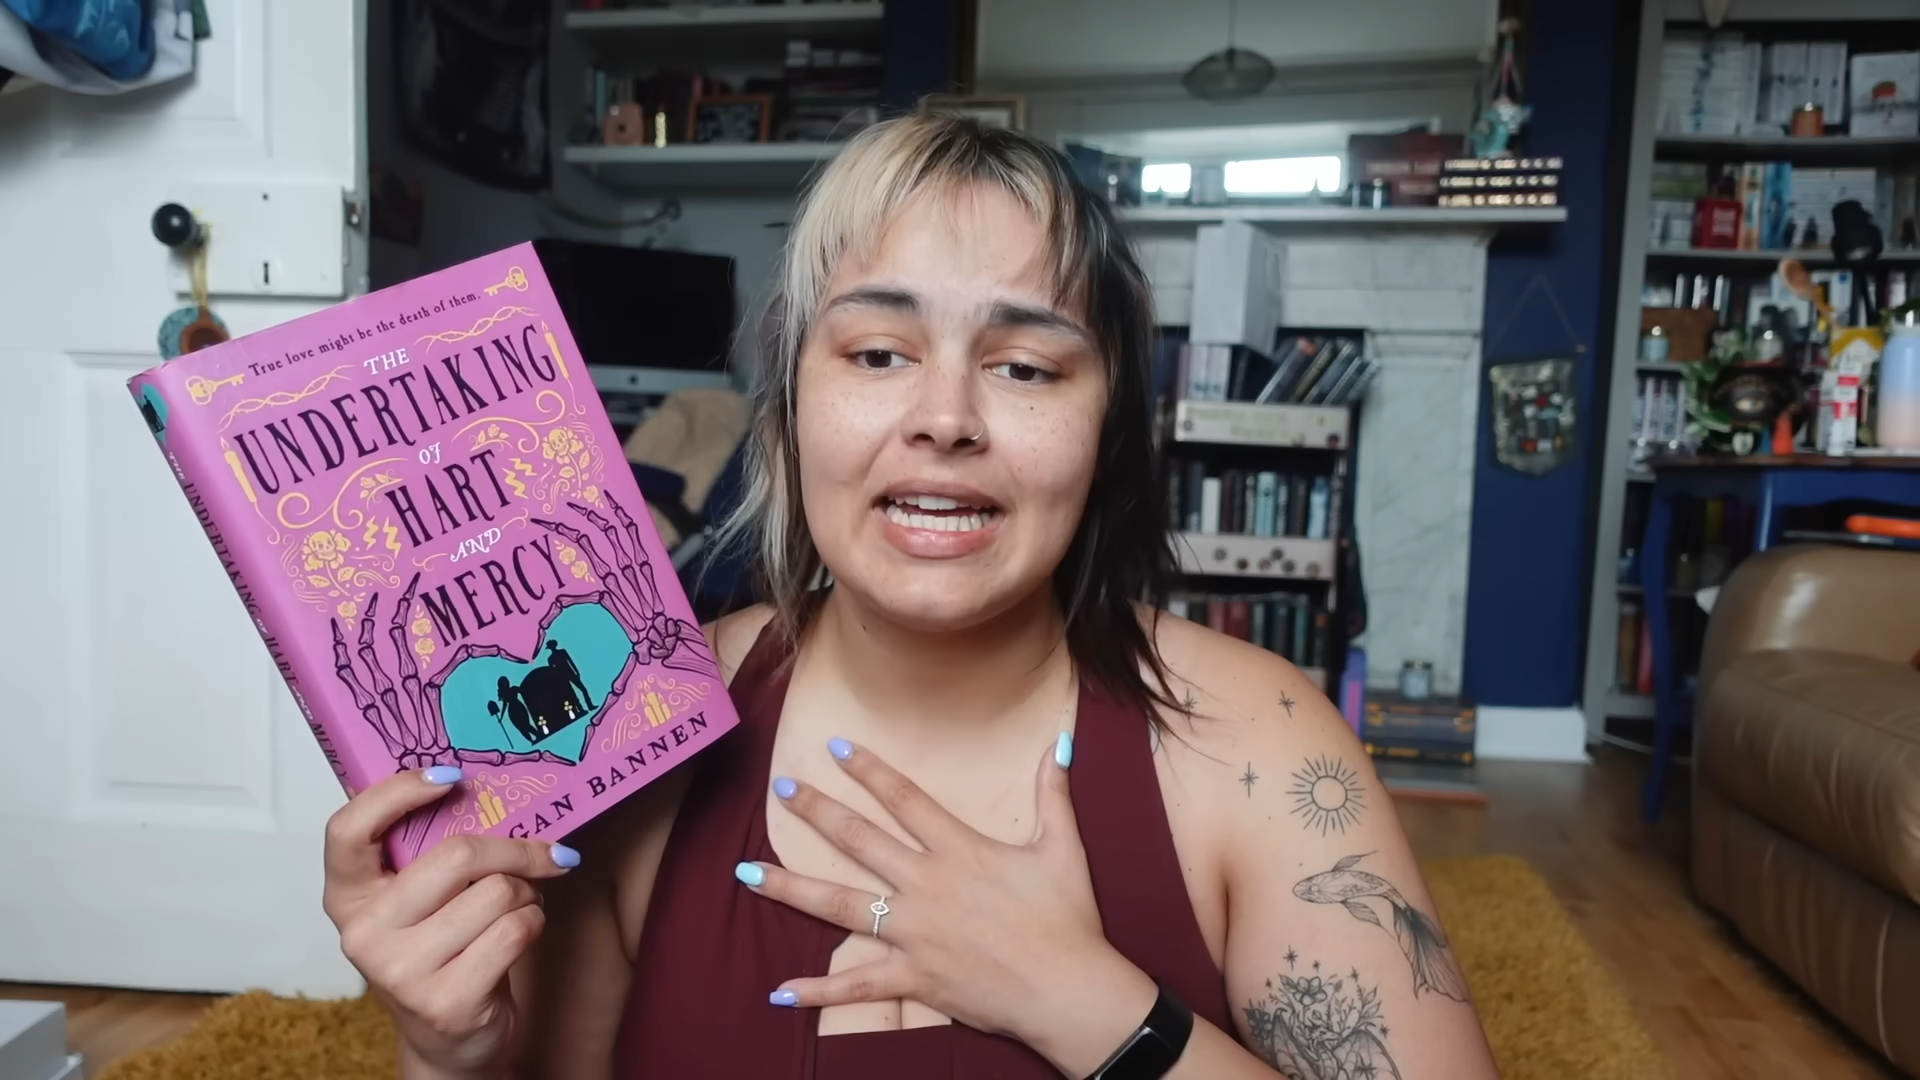 True love might be the death of them.
THE
UNDERTAKING
OF
HART
AND
MERCY
GAN BANNEN
THE UNDERTAKING OF HART AND MERCY